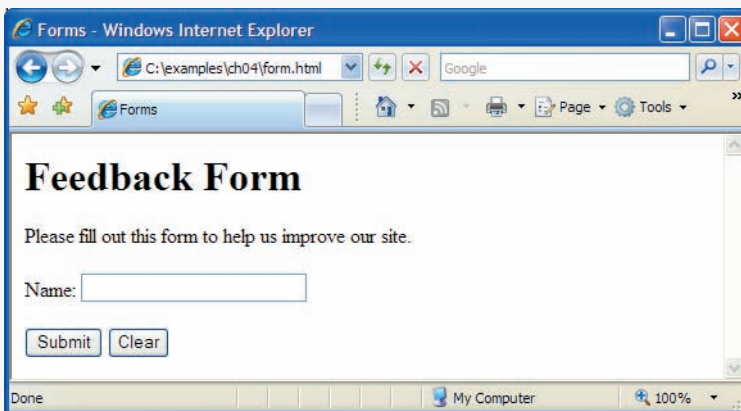 Forms - Windows Internet Explorer
C:\examples\ch04\form.html
Google
Forms
Page
Tools
»
Feedback Form
Please fill out this form to help us improve our site.
Name:
Submit Clear
Done
My Computer
100%